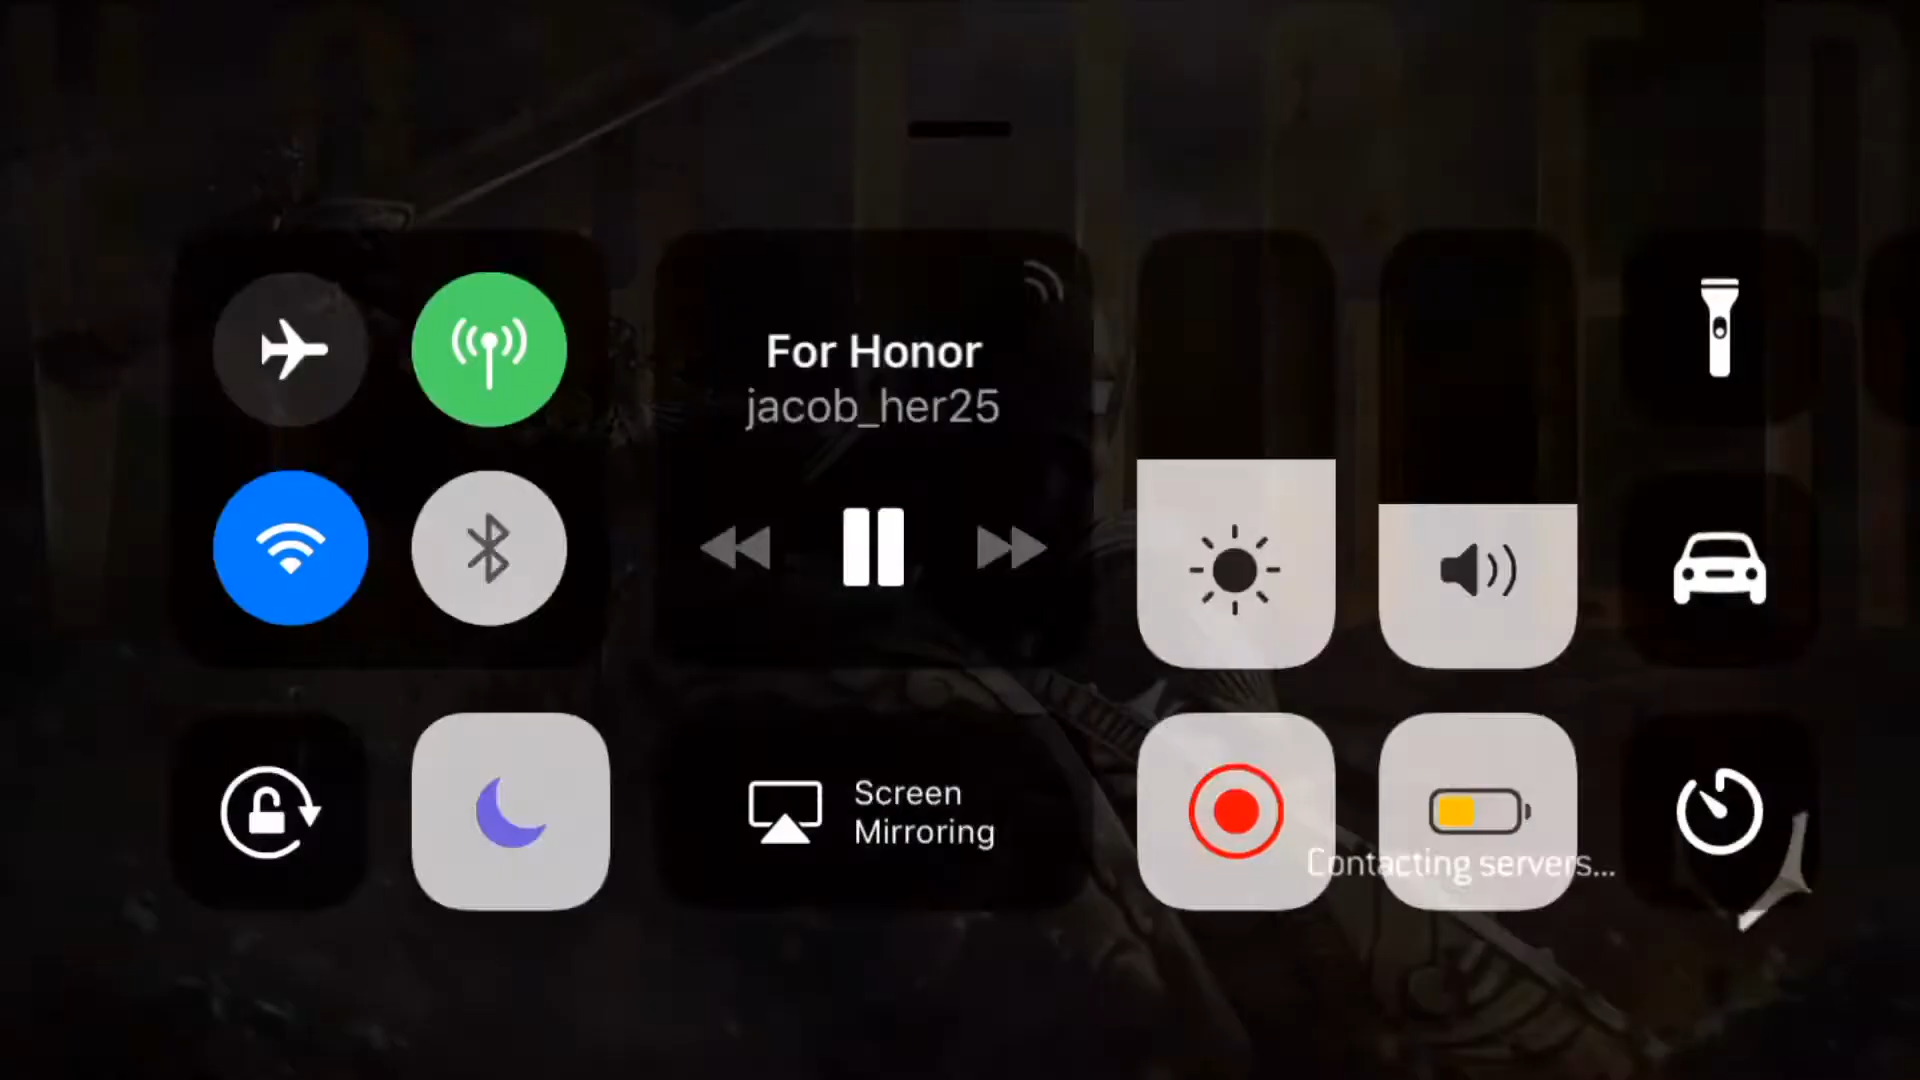 For Honor
jacob_her25
Screen
Mirroring
Contacting servers...